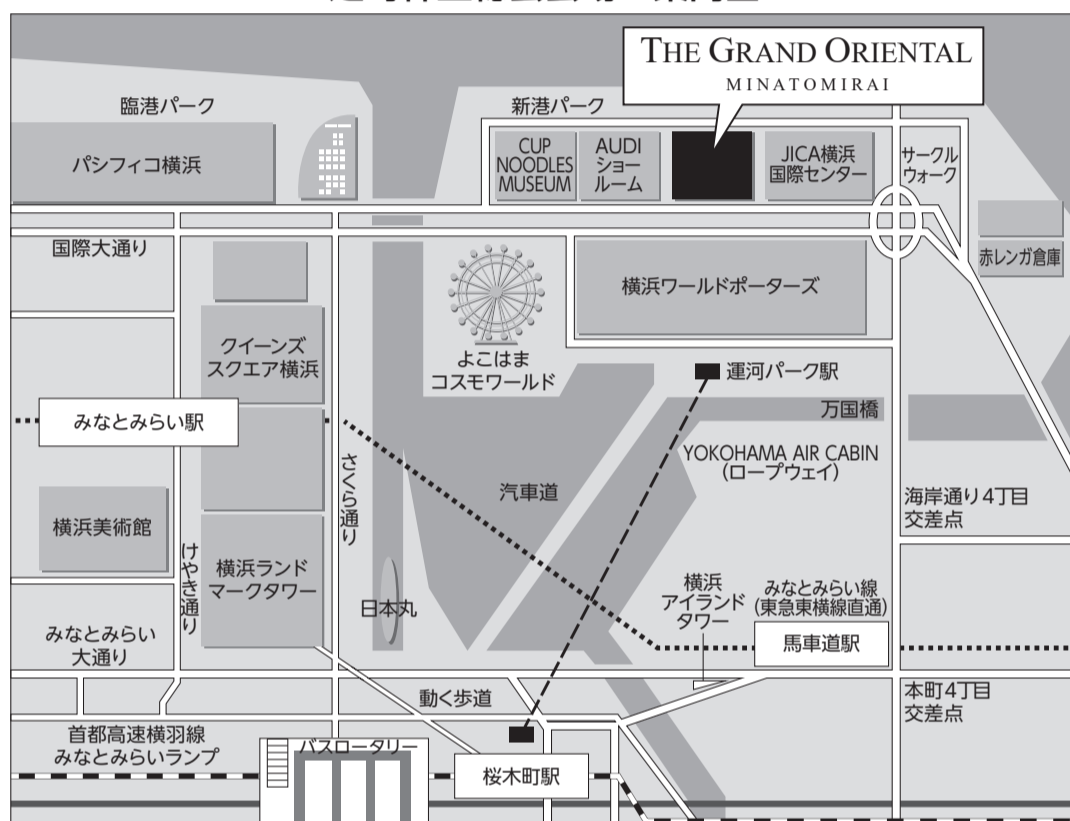 THE GRAND ORIENTAL
MINATOMIRAI
臨港パーク
新港パーク
パシフィコ横浜
CUP
NOODLES
MUSEUM
AUDI
ショー
ルーム
JICA横浜
国際センター
サークル
ウォーク
国際大通り
赤レンガ倉庫
横浜ワールドポーターズ
クイーンズ
スクエア横浜
よこはま
コスモワールド
運河パーク駅
万国橋
みなとみらい駅
YOKOHAMA AIR CABIN
(ロープウェイ)
さくら通り
汽車道
海岸通り4丁目
交差点
横浜美術館
けやき通り
横浜ランド
マークタワー
日本丸
横浜
アイランド
タワー
みなとみらい線
(東急東横線直通)
馬車道駅
みなとみらい
大通り
動く歩道
本町4丁目
交差点
首都高速横羽線
みなとみらいランプ
バスロータリー
桜木町駅